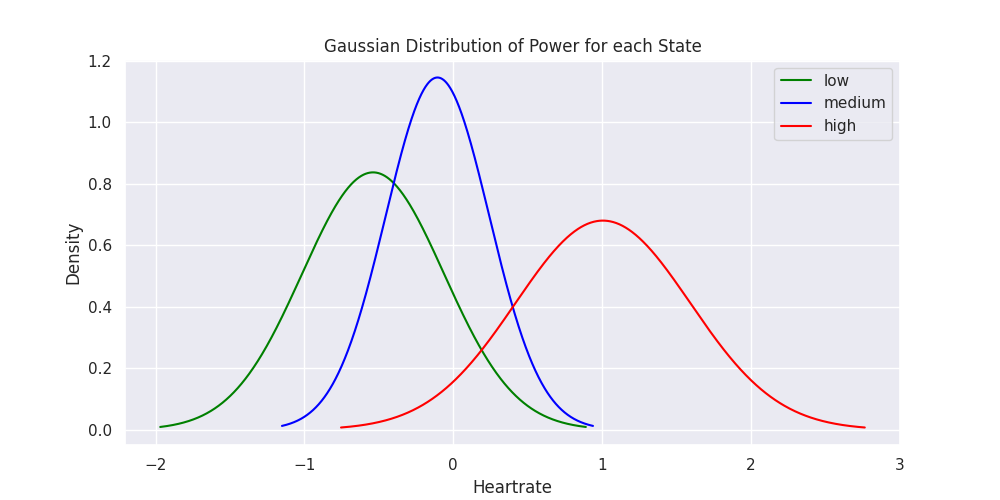 Gaussian Distribution of Power for each State
low
medium
high
Density
1.2
1.0
0.8
0.6
0.4
0.2
0.0
−2
−1
0
1
2
3
Heartrate